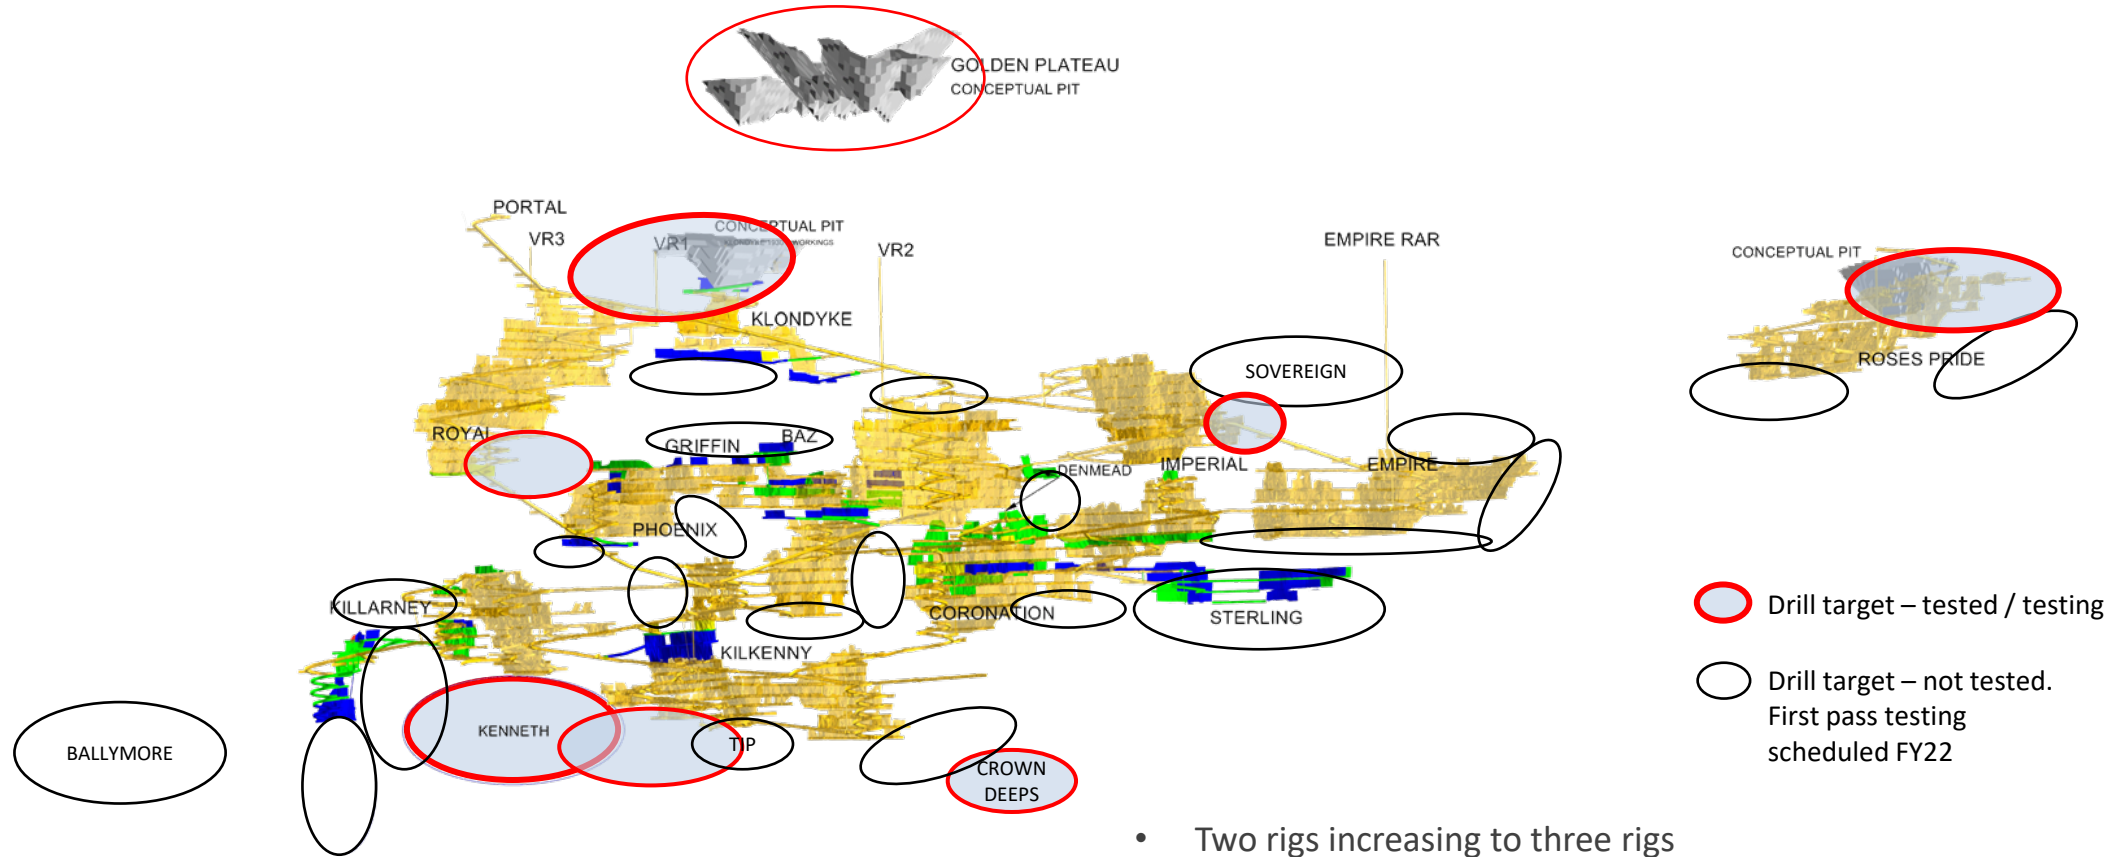 GOLDEN PLATEAU
CONCEPTUAL PIT
PORTAL
VR3
VR1
CONCEPTUAL PIT
WORKINGS
VR2
EMPIRE RAR
CONCEPTUAL PIT
KLONDYKE
SOVEREIGN
ROSES PRIDE
ROYAL
GRIFFIN
BAZ
DENMEAD
IMPERIAL
EMPIRE
PHOENIX
KILLARNEY
CORONATION
STERLING
KILKENNY
KENNETH
TIP
BALLYMORE
CROWN
DEEPS
Drill target – tested / testing
Drill target – not tested.
First pass testing
scheduled FY22
• Two rigs increasing to three rigs